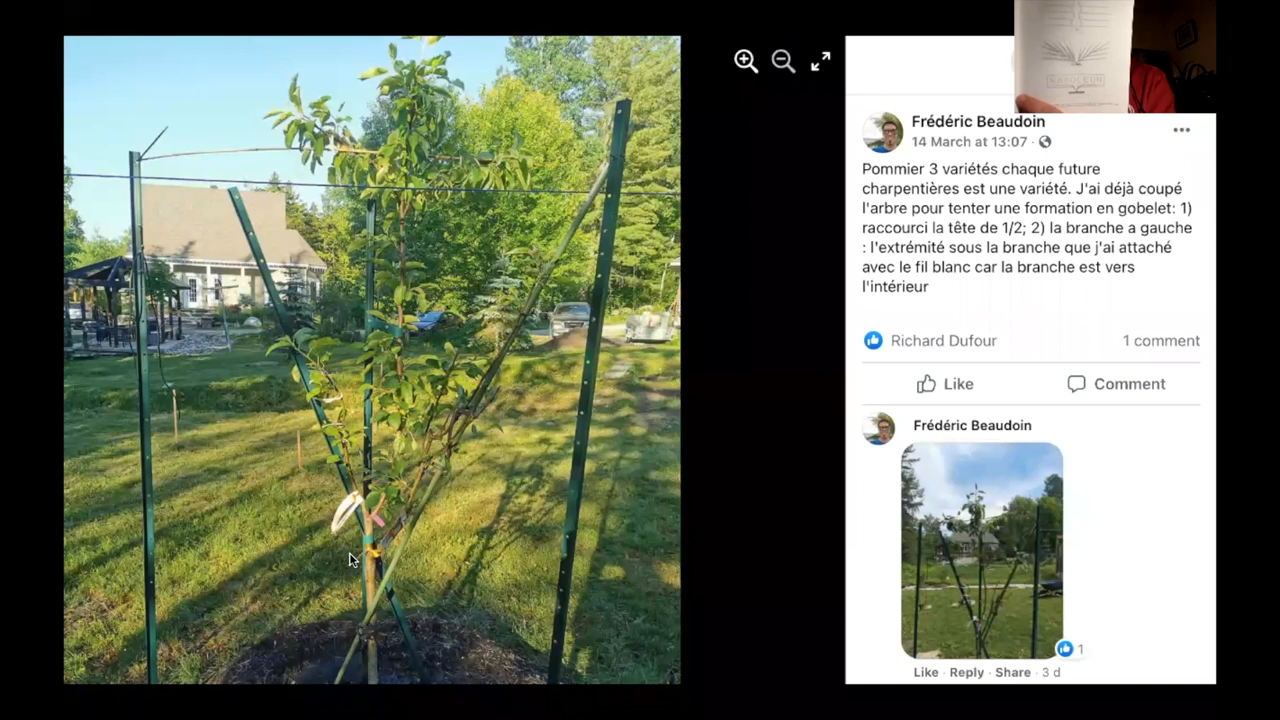 NAPOLEON
Frédéric Beaudoin
14 March at 13:07 ·
Pommier 3 variétés chaque future
charpentières est une variété. J'ai déjà coupé
l'arbre pour tenter une formation en gobelet: 1)
raccourci la tête de 1/2; 2) la branche a gauche
: l'extrémité sous la branche que j'ai attaché
avec le fil blanc car la branche est vers
l'intérieur
Richard Dufour 1 comment
Like Comment
Frédéric Beaudoin
1
Like · Reply · Share · 3 d